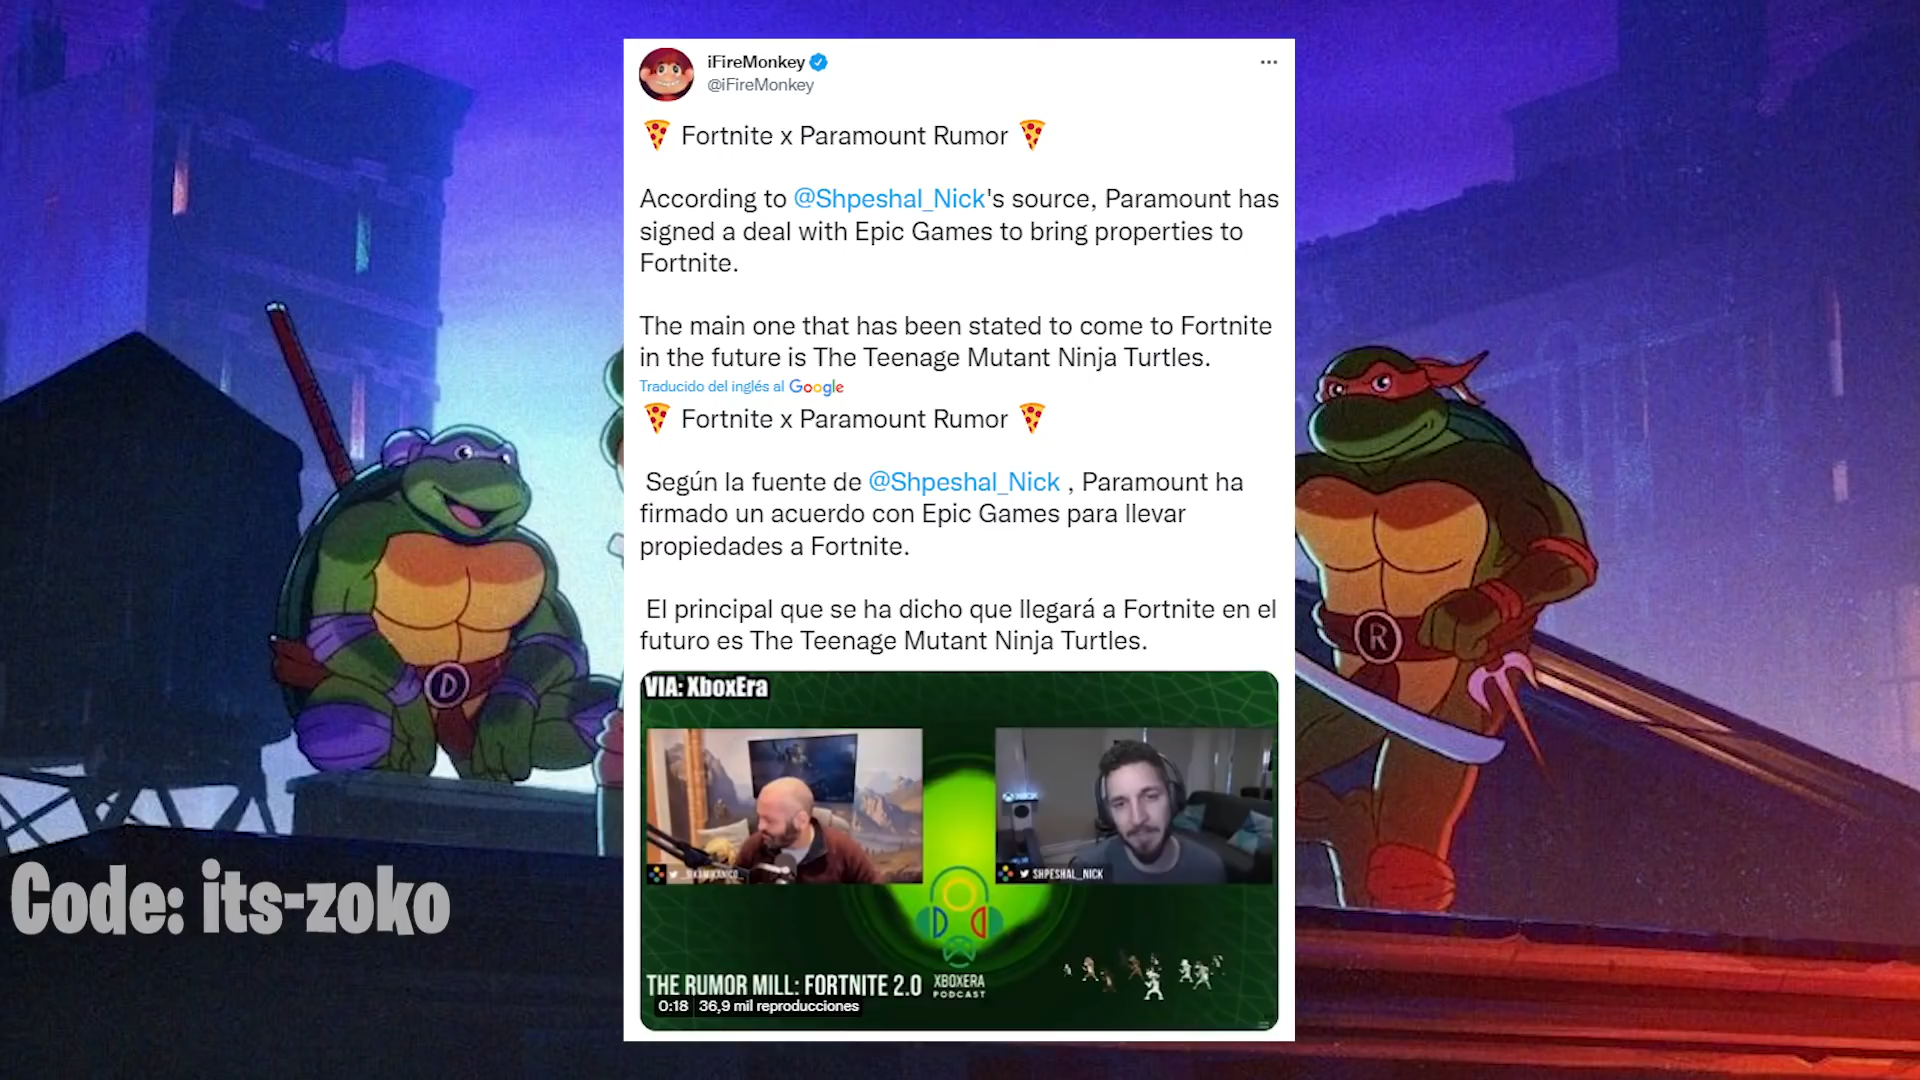 iFireMonkey
@iFireMonkey
Fortnite x Paramount Rumor
According to @Shpeshal_Nick's source, Paramount has
signed a deal with Epic Games to bring properties to
Fortnite.
The main one that has been stated to come to Fortnite
in the future is The Teenage Mutant Ninja Turtles.
Traducido del inglés al Google
Fortnite x Paramount Rumor
Según la fuente de @Shpeshal_Nick , Paramount ha
firmado un acuerdo con Epic Games para llevar
propiedades a Fortnite.
El principal que se ha dicho que llegará a Fortnite en el
futuro es The Teenage Mutant Ninja Turtles.
VIA: XboxEra
SHPESHAL_NICK
THE RUMOR MILL: FORTNITE 2.0
XBOXERA
PODCAST
0:18 36,9 mil reproducciones
Code: its-zoko
D
R